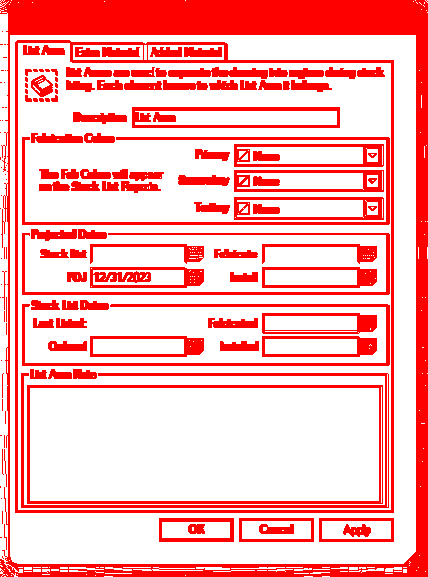 List Area Extra Material Added Material
List Areas are used to separate the drawing into regions during stock
listing. Each element knows to which List Area it belongs.
Description List Area
Fabrication Colors
Primary None
The Fab Colors will appear
on the Stock List Reports.
Secondary None
Tertiary None
Projected Dates
Stock list Fabricate
ROJ 12/31/2023 Install
Stock List Dates
Last Listed: Fabricated
Ordered Installed
List Area Note
OK Cancel Apply